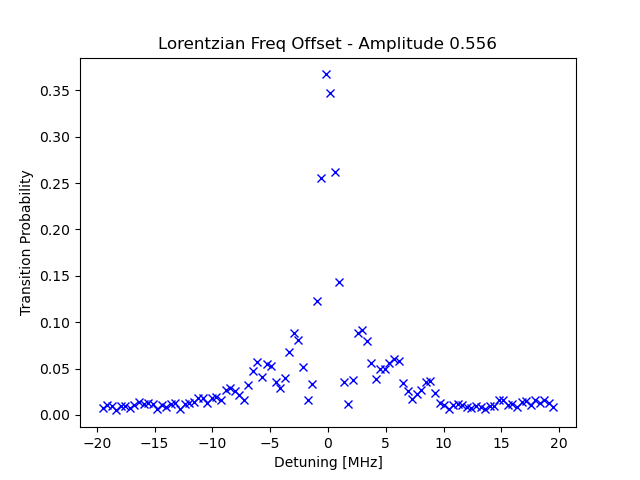 Lorentzian Freq Offset - Amplitude 0.556
0.35
0.30
0.25
0.20
0.15
0.10
0.05
0.00
Transition Probability
−20 −15 −10 −5 0 5 10 15 20
Detuning [MHz]